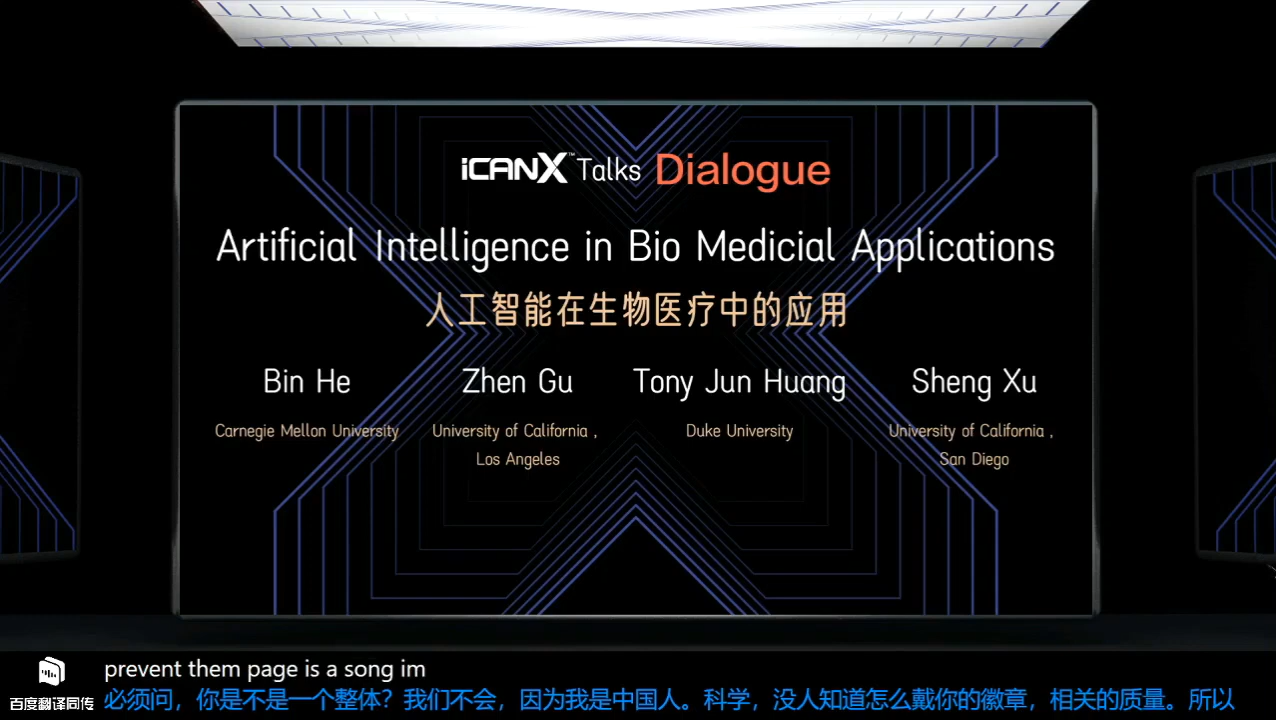 iCANX™ Talks Dialogue
Artificial Intelligence in Bio Medicial Applications
人工智能在生物医疗中的应用
Bin He Zhen Gu Tony Jun Huang Sheng Xu
Carnegie Mellon University University of California , Duke University University of California ,
Los Angeles San Diego
prevent them page is a song im
百度翻译同传 必须问，你是不是一个整体？我们不会，因为我是中国人。科学，没人知道怎么戴你的徽章，相关的质量。所以